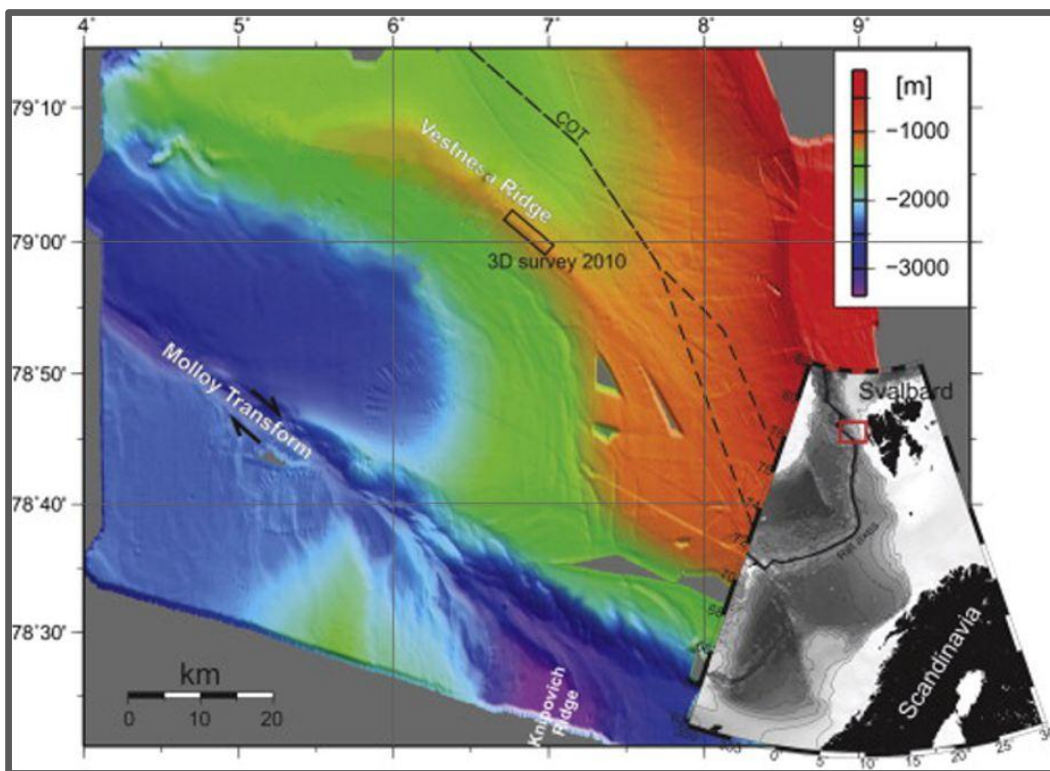 4˚
5˚
6˚
7˚
8˚
9˚
79˚10'
79˚00'
78˚50'
78˚40'
78˚30'
COT
Vestnesa Ridge
3D survey 2010
Molloy Transform
[m]
−1000
−2000
−3000
Svalbard
Rift axes
Scandinavia
Knipovich
Ridge
km
0
10
20
0˚
5˚
10˚
15˚
20˚
25˚